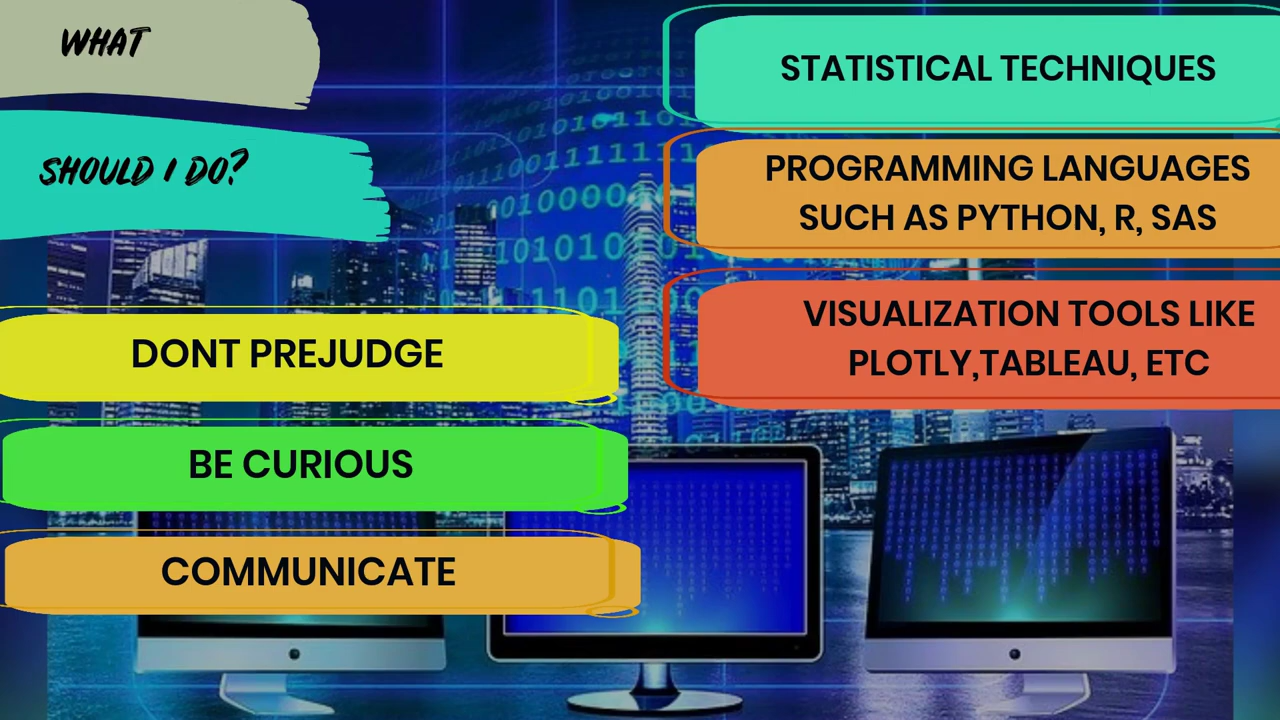 WHAT
SHOULD I DO?
DONT PREJUDGE
BE CURIOUS
COMMUNICATE
STATISTICAL TECHNIQUES
PROGRAMMING LANGUAGES
SUCH AS PYTHON, R, SAS
VISUALIZATION TOOLS LIKE
PLOTLY,TABLEAU, ETC